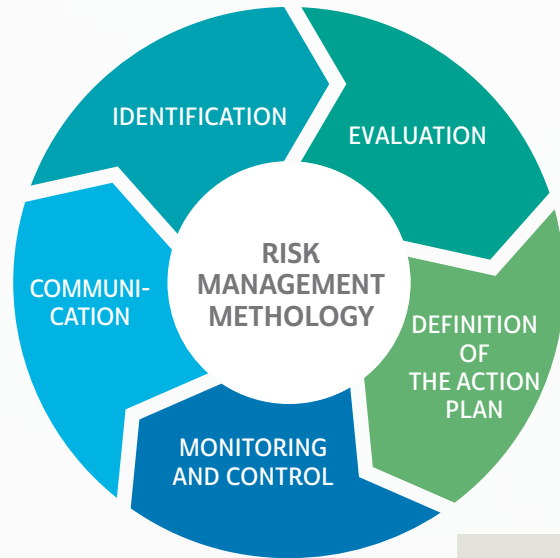 IDENTIFICATION
EVALUATION
DEFINITION
OF
THE ACTION
PLAN
MONITORING
AND CONTROL
COMMUNI-
CATION
RISK
MANAGEMENT
METHOLOGY